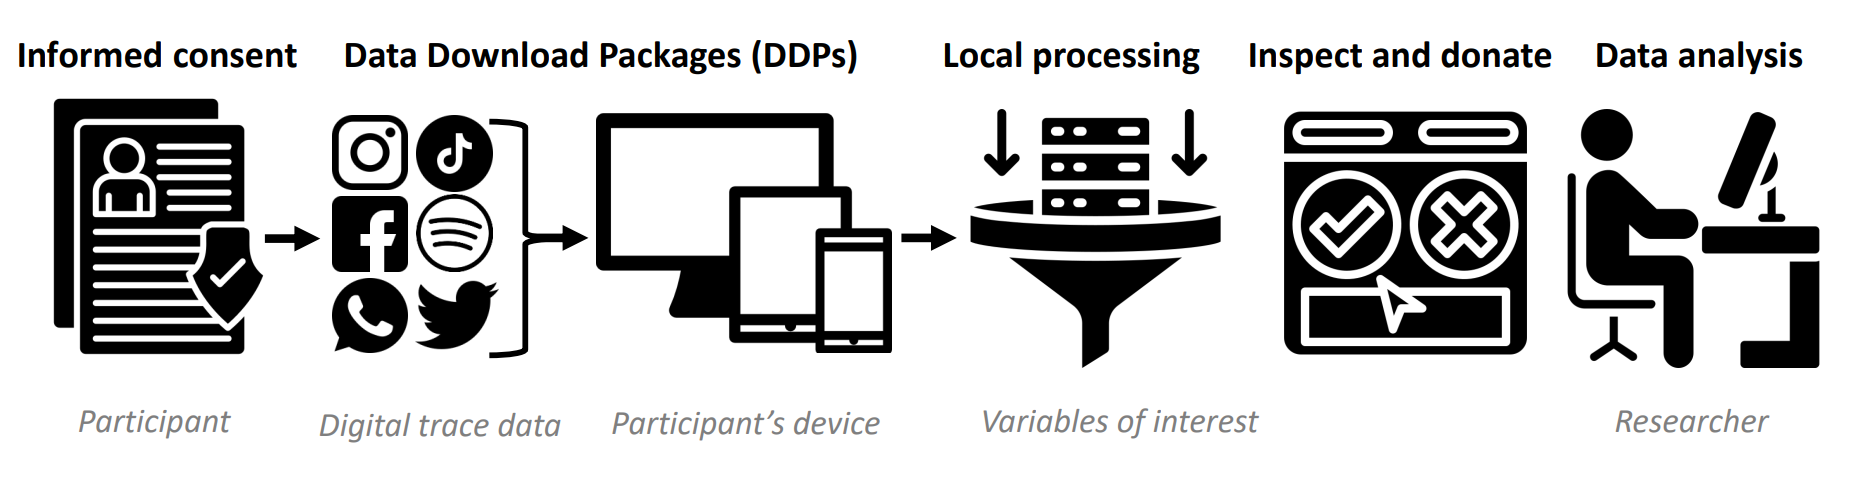 Informed consent
Data Download Packages (DDPs)
Local processing
Inspect and donate
Data analysis
Participant
Digital trace data
Participant’s device
Variables of interest
Researcher